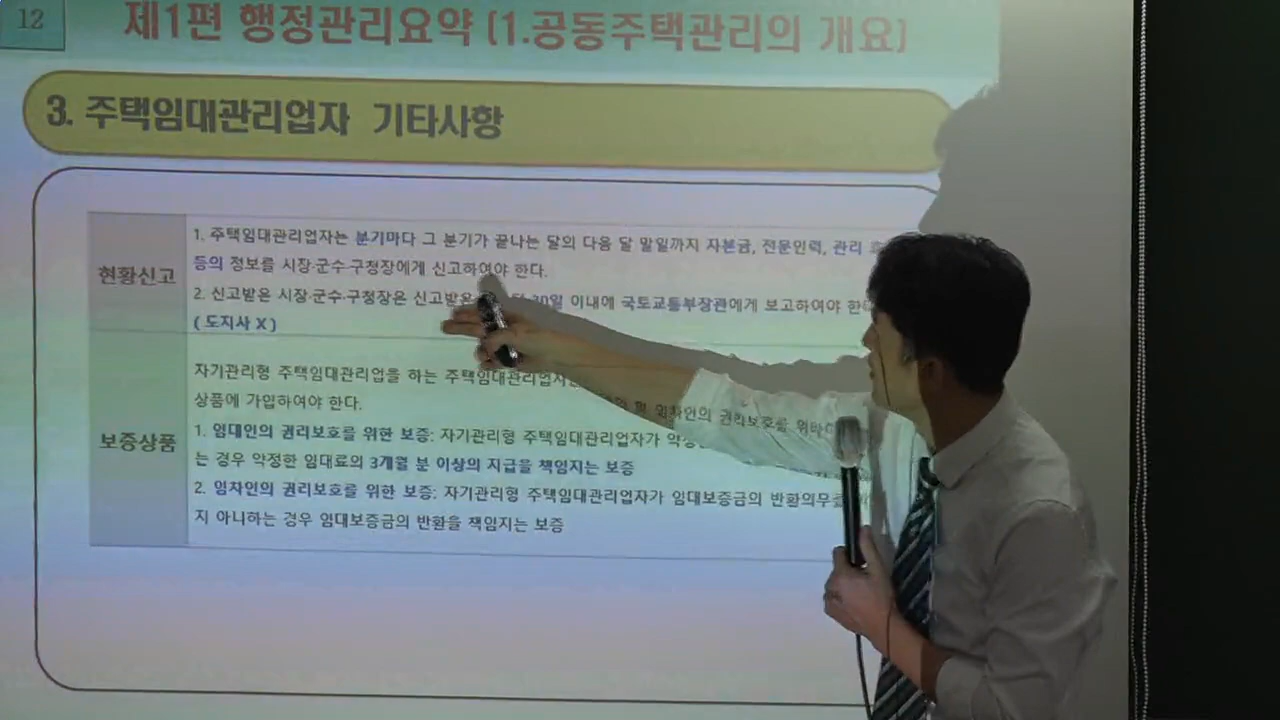 12
제1편 행정관리요약 (1.공동주택관리의 개요)
3. 주택임대관리업자 기타사항
현황신고
1. 주택임대관리업자는 분기마다 그 분기가 끝나는 달의 다음 달 말일까지 자본금, 전문인력, 관리
등의 정보를 시장·군수·구청장에게 신고하여야 한다.
2. 신고받은 시장·군수·구청장은 신고받은 30일 이내에 국토교통부장관에게 보고하여야
( 도지사 X )
보증상품
자기관리형 주택임대관리업을 하는 주택임대관리업자는 및 임차인의 권리보호를 위하여
상품에 가입하여야 한다.
1. 임대인의 권리보호를 위한 보증: 자기관리형 주택임대관리업자가
는 경우 약정한 임대료의 3개월 분 이상의 지급을 책임지는 보증
2. 임차인의 권리보호를 위한 보증: 자기관리형 주택임대관리업자가 임대보증금의 반환의무를
지 아니하는 경우 임대보증금의 반환을 책임지는 보증